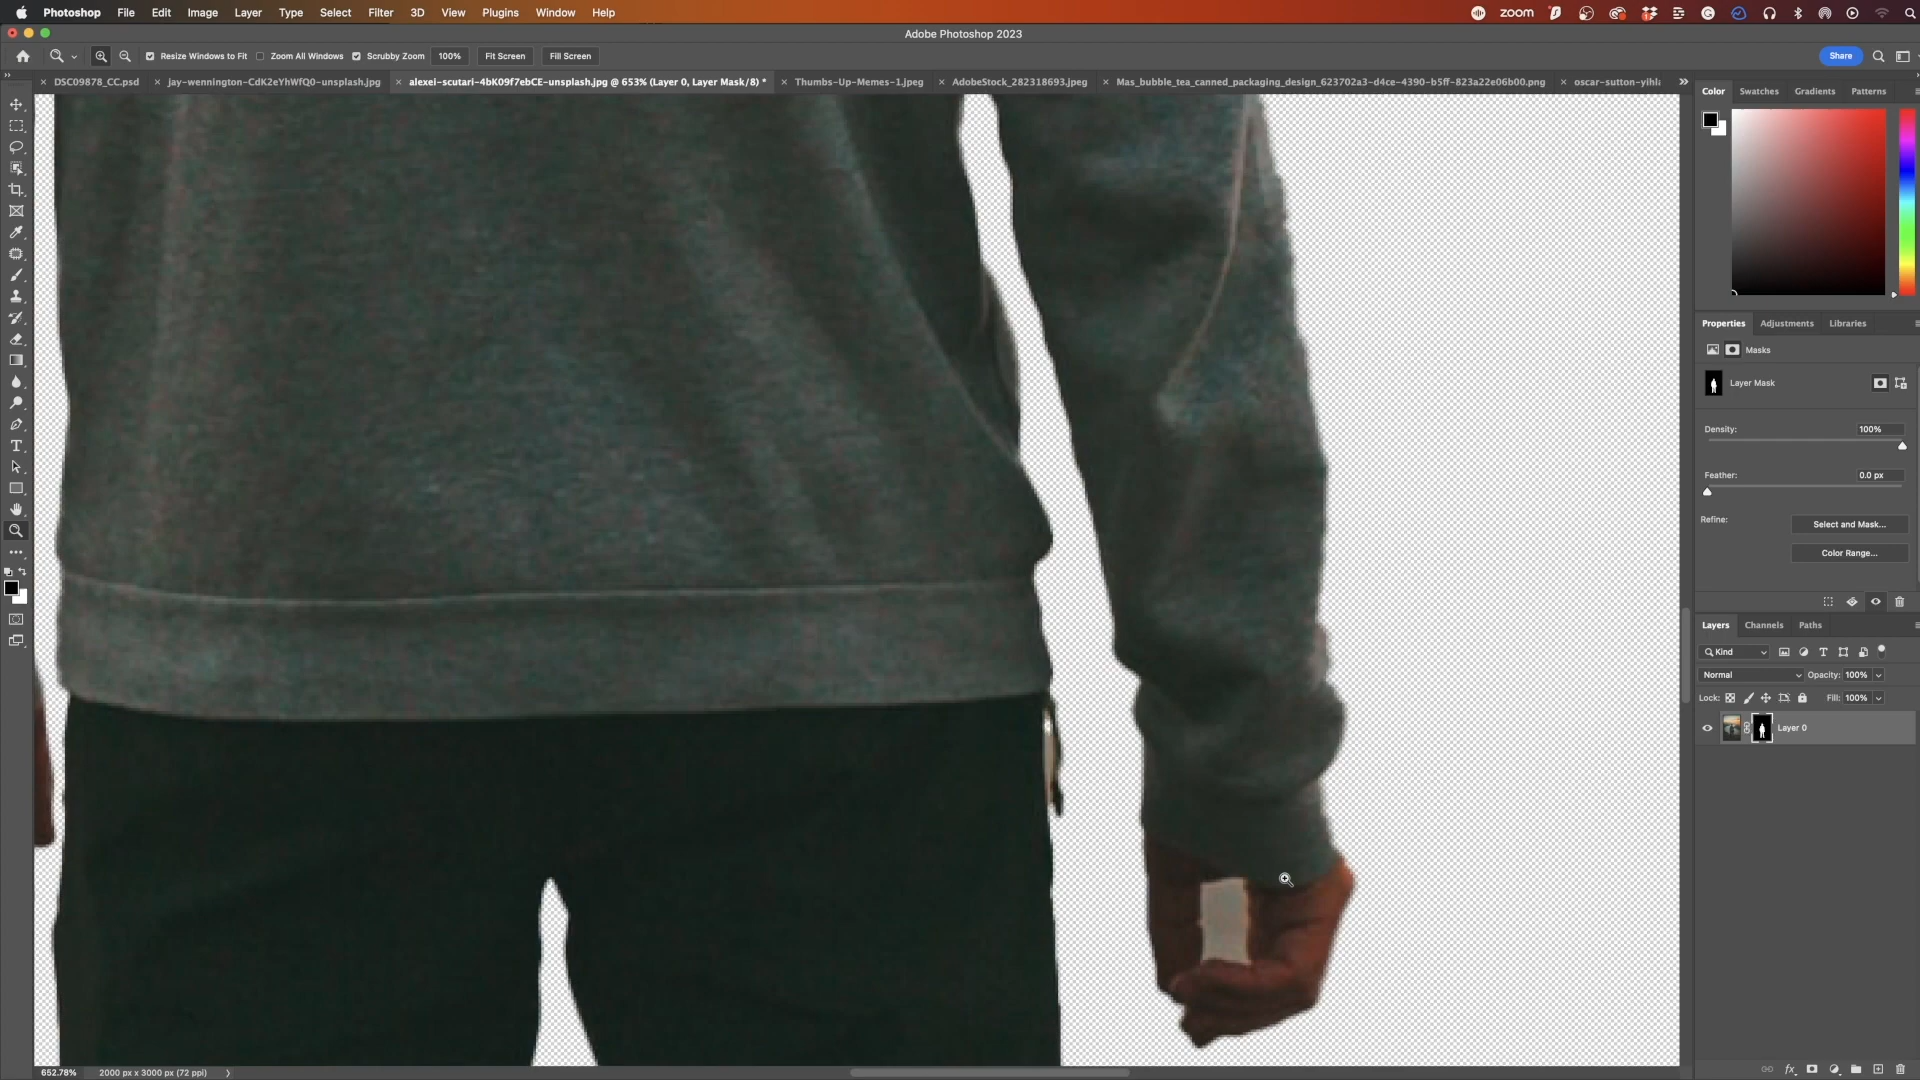 Photoshop File Edit Image Layer Type Select Filter 3D View Plugins Window Help zoom
Adobe Photoshop 2023
Resize Windows to Fit Zoom All Windows Scrubby Zoom 100% Fit Screen Fill Screen Share
DSC09878_CC.psd jay-wennington-CdK2eYhWfQ0-unsplash.jpg alexei-scutari-4bK09f7ebCE-unsplash.jpg @ 653% (Layer 0, Layer Mask/8) * Thumbs-Up-Memes-1.jpeg AdobeStock_282318693.jpeg Mas_bubble_tea_canned_packaging_design_623702a3-d4ce-4390-b5ff-823a22e06b00.png oscar-sutton-yihla
Color Swatches Gradients Patterns
Properties Adjustments Libraries
Masks
Layer Mask
Density: 100%
Feather: 0.0 px
Refine: Select and Mask...
Color Range...
Layers Channels Paths
Kind
Normal Opacity: 100%
Lock: Fill: 100%
Layer 0
652.78% 2000 px x 3000 px (72 ppi)
fx